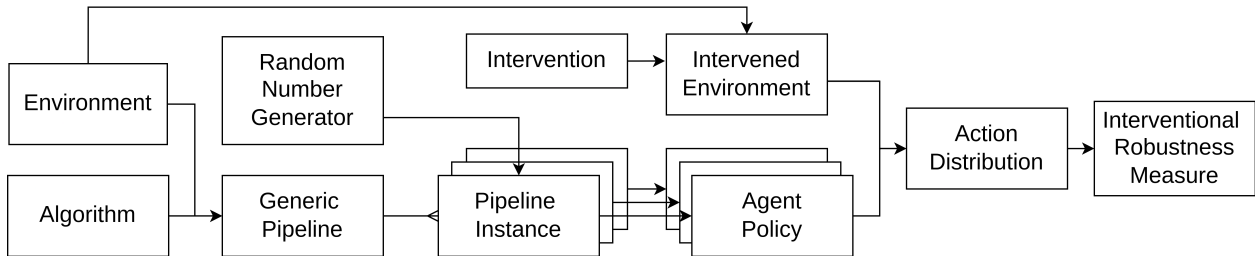 Environment
Random
Number
Generator
Intervention
Intervened
Environment
Action
Distribution
Interventional
Robustness
Measure
Algorithm
Generic
Pipeline
Pipeline
Instance
Agent
Policy